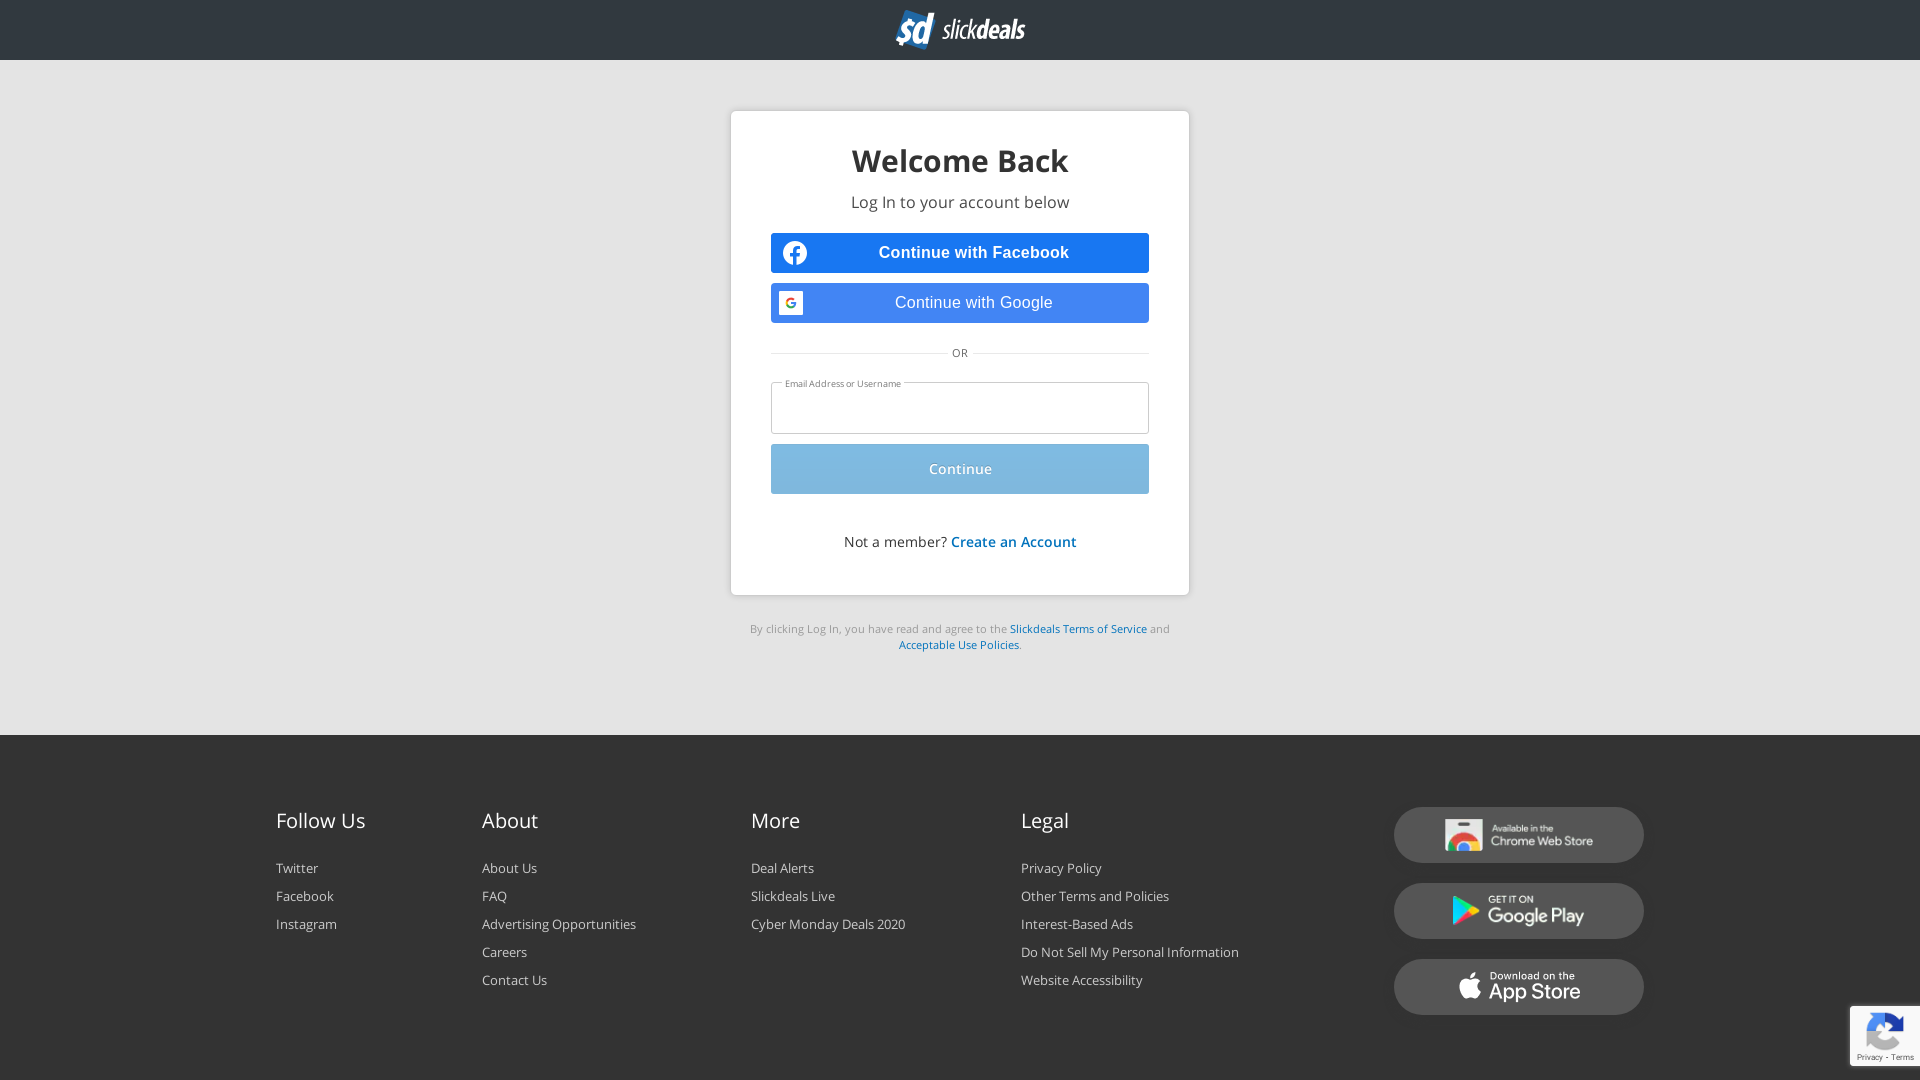 $d slickdeals
Welcome Back
Log In to your account below
Continue with Facebook
Continue with Google
OR
Email Address or Username
Continue
Not a member? Create an Account
By clicking Log In, you have read and agree to the Slickdeals Terms of Service and
Acceptable Use Policies.
Follow Us
Twitter
Facebook
Instagram
About
About Us
FAQ
Advertising Opportunities
Careers
Contact Us
More
Deal Alerts
Slickdeals Live
Cyber Monday Deals 2020
Legal
Privacy Policy
Other Terms and Policies
Interest-Based Ads
Do Not Sell My Personal Information
Website Accessibility
Available in the
Chrome Web Store
GET IT ON
Google Play
Download on the
App Store
Privacy - Terms